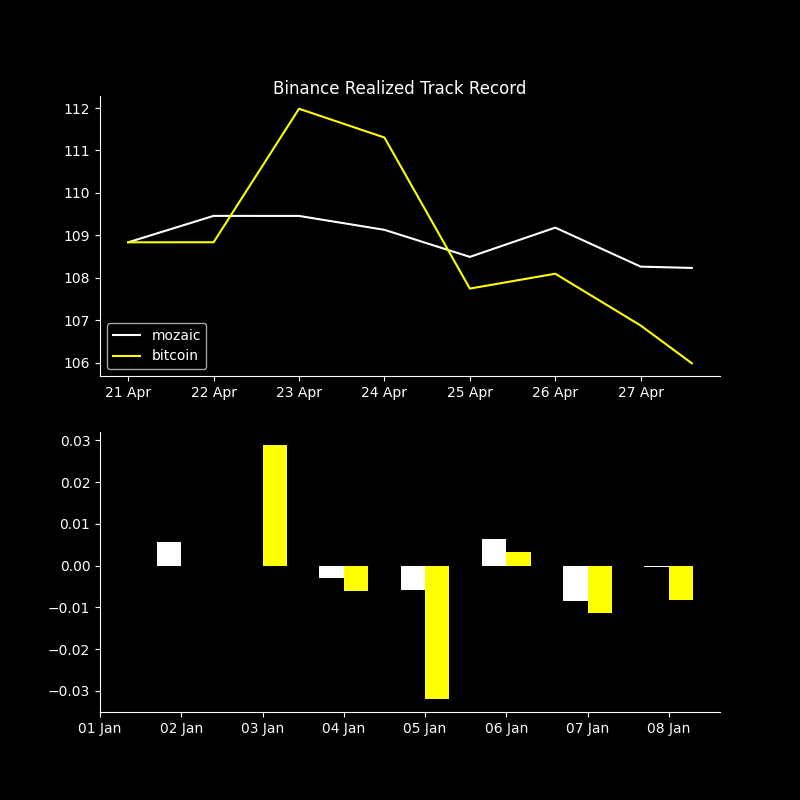 Binance Realized Track Record
112
111
110
109
108
107
106
mozaic
bitcoin
21 Apr 22 Apr 23 Apr 24 Apr 25 Apr 26 Apr 27 Apr
0.03
0.02
0.01
0.00
−0.01
−0.02
−0.03
01 Jan 02 Jan 03 Jan 04 Jan 05 Jan 06 Jan 07 Jan 08 Jan